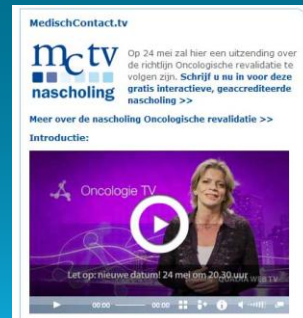 MedischContact.tv
mctv
nascholing
Op 24 mei zal hier een uitzending over
de richtlijn Oncologische revalidatie te
volgen zijn. Schrijf u nu in voor deze
gratis interactieve, geaccrediteerde
nascholing >>
Meer over de nascholing Oncologische revalidatie >>
Introductie:
Oncologie TV
Let op: nieuwe datum! 24 mei om 20.30 uur
00:00
00:00